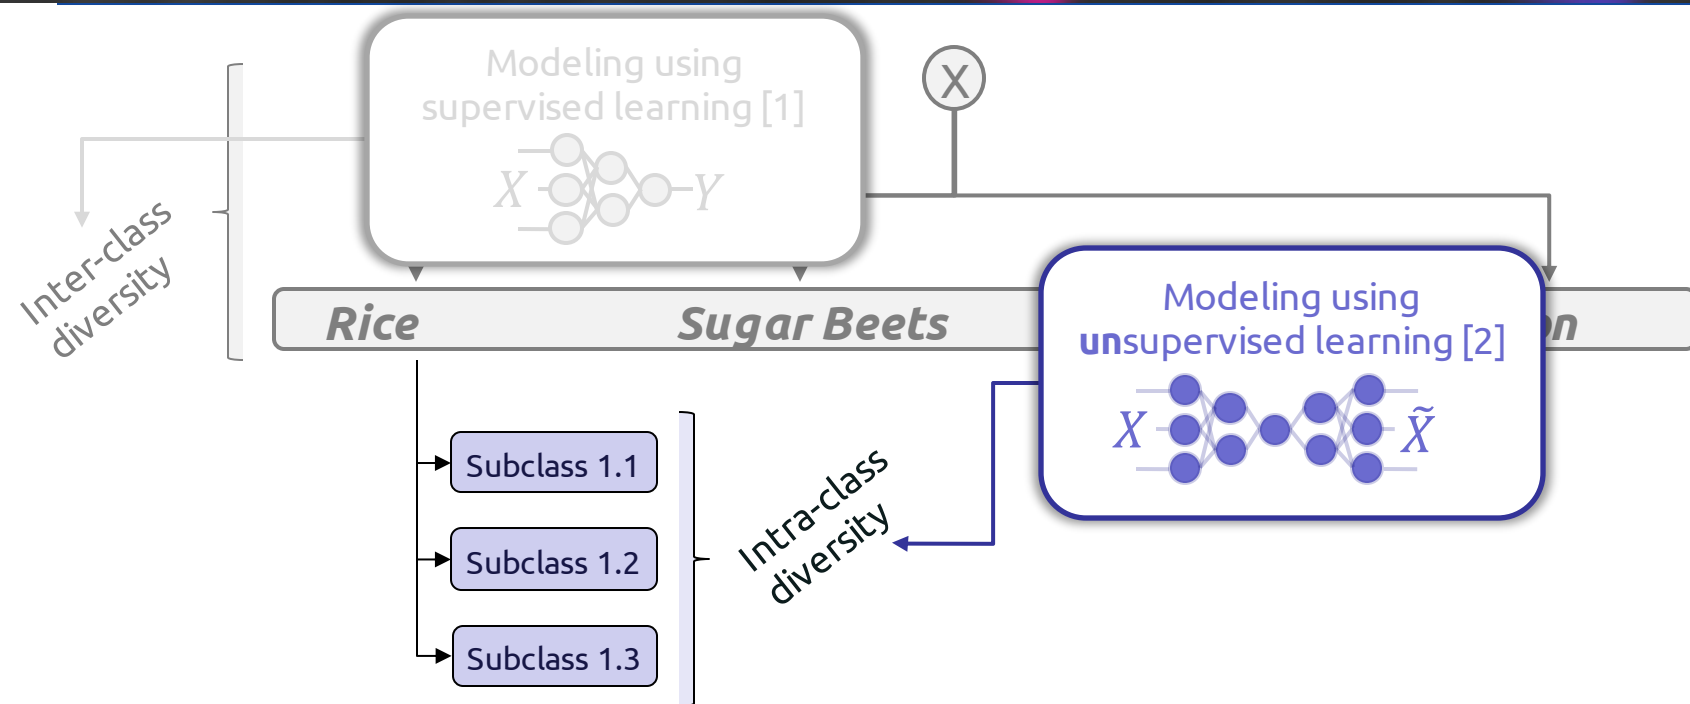 Modeling using
supervised learning [1]
X
X
Y
Inter-class
diversity
Rice
Sugar Beets
on
Modeling using
unsupervised learning [2]
X
X̃
Subclass 1.1
Subclass 1.2
Subclass 1.3
Intra-class
diversity